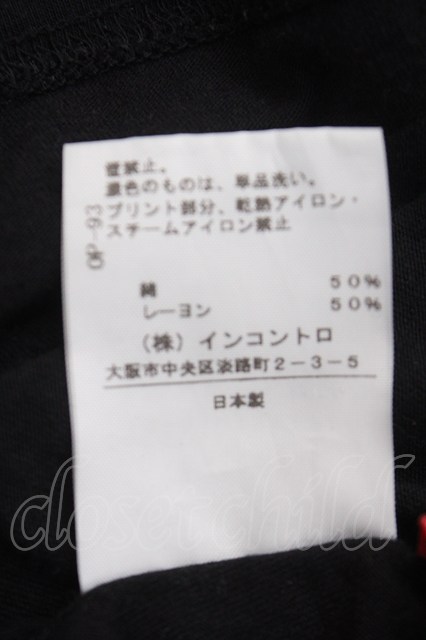 禁止。
濃色のものは、単品洗い。
プリント部分、乾熱アイロン・
スチームアイロン禁止
綿 50%
レーヨン 50%
(株)インコントロ
大阪市中央区淡路町2-3-5
日本製
closet child